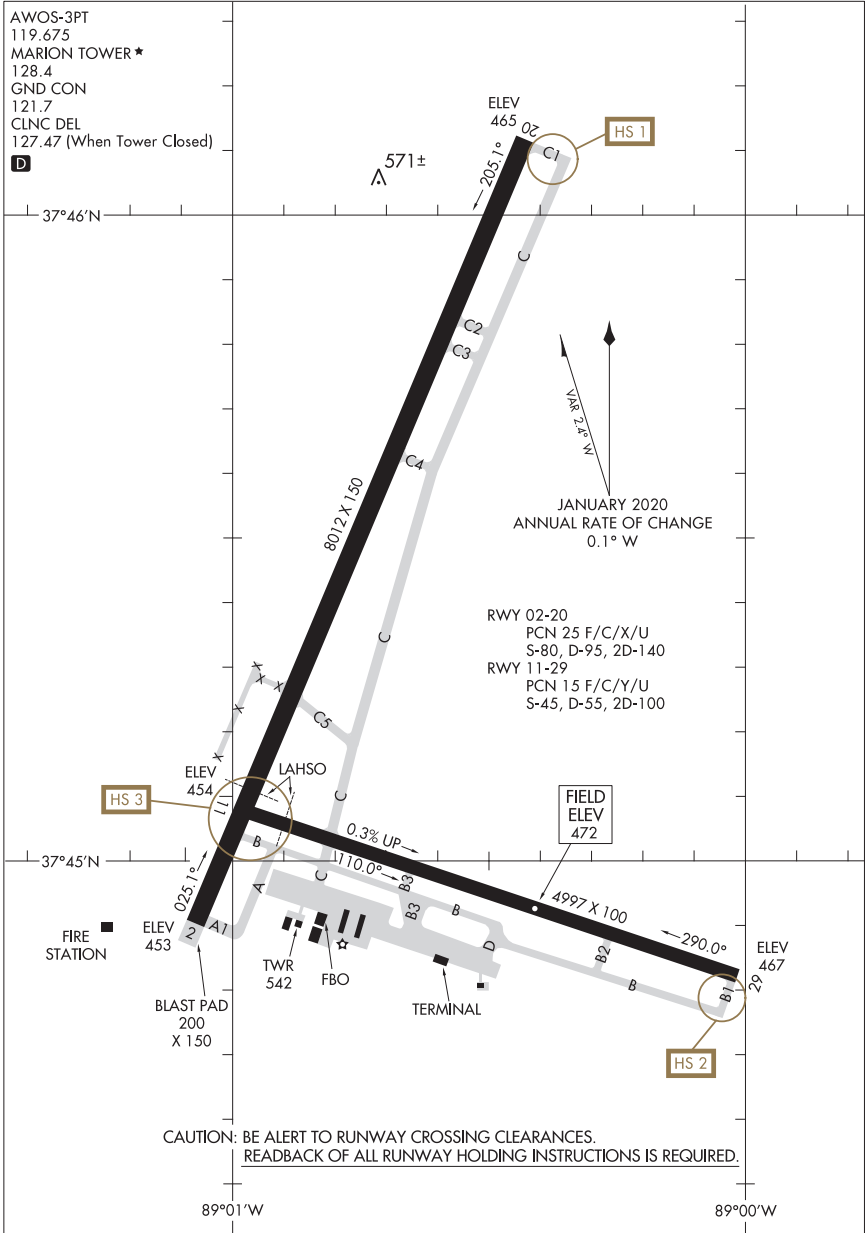 AWOS-3PT
119.675
MARION TOWER★
128.4
GND CON
121.7
CLNC DEL
127.47 (When Tower Closed)
D
ELEV
465
20
HS 1
C1
571±
205.1°
37°46'N
C
C2
C3
VAR 2.4° W
C4
8012 X 150
JANUARY 2020
ANNUAL RATE OF CHANGE
0.1° W
RWY 02-20
PCN 25 F/C/X/U
S-80, D-95, 2D-140
RWY 11-29
PCN 15 F/C/Y/U
S-45, D-55, 2D-100
C
X
X
X
X
X
C5
ELEV
454
LAHSO
HS 3
11
C
FIELD
ELEV
472
0.3% UP
B
37°45'N
110.0°
025.1°
A
C
B3
B3
B
4997 X 100
290.0°
ELEV
453
2
A1
D
B2
ELEV
467
FIRE
STATION
TWR
542
FBO
B
B1
29
BLAST PAD
200
X 150
TERMINAL
HS 2
CAUTION: BE ALERT TO RUNWAY CROSSING CLEARANCES.
READBACK OF ALL RUNWAY HOLDING INSTRUCTIONS IS REQUIRED.
89°01'W
89°00'W